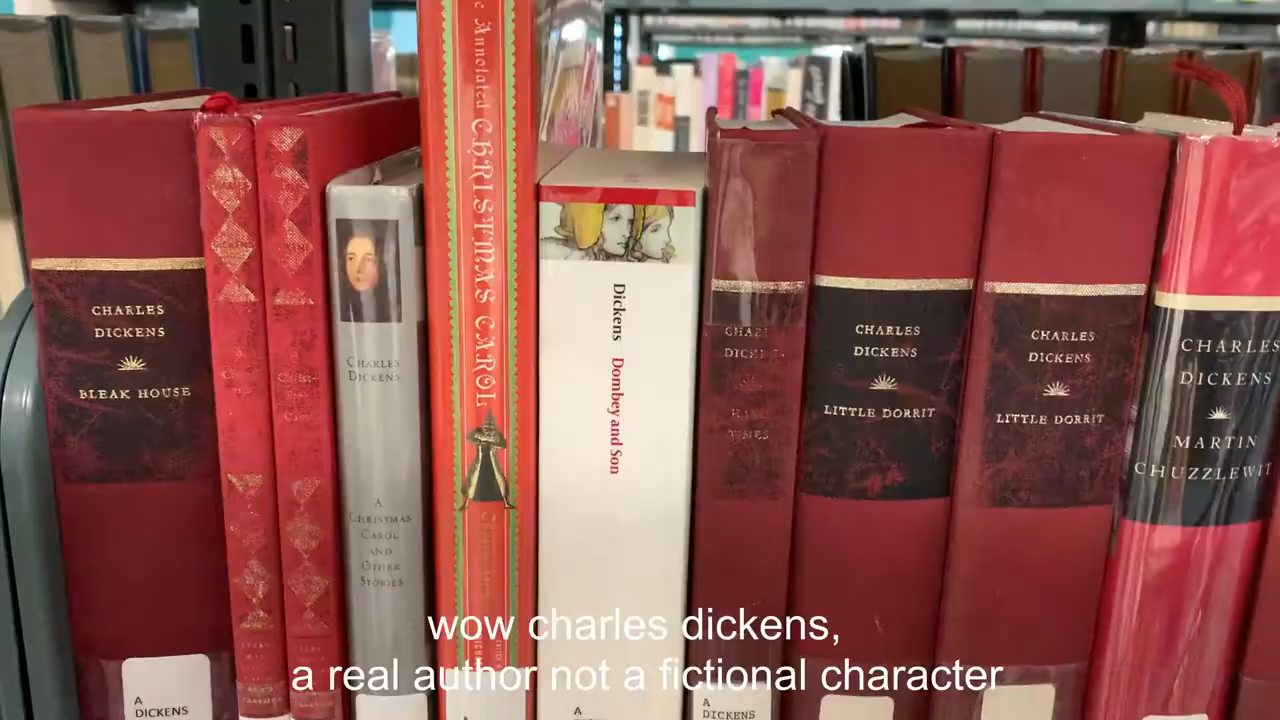 CHARLES
DICKENS
BLEAK HOUSE
CHARLES
DICKENS
A
CHRISTMAS
CAROL
AND
OTHER
STORIES
Annotated CHRISTMAS CAROL
Dickens Dombey and Son
CHARLES
DICKENS
LITTLE DORRIT
CHARLES
DICKENS
LITTLE DORRIT
CHARLES
DICKENS
MARTIN
CHUZZLEWIT
wow charles dickens,
a real author not a fictional character
A
DICKENS
A
A
A
DICKENS